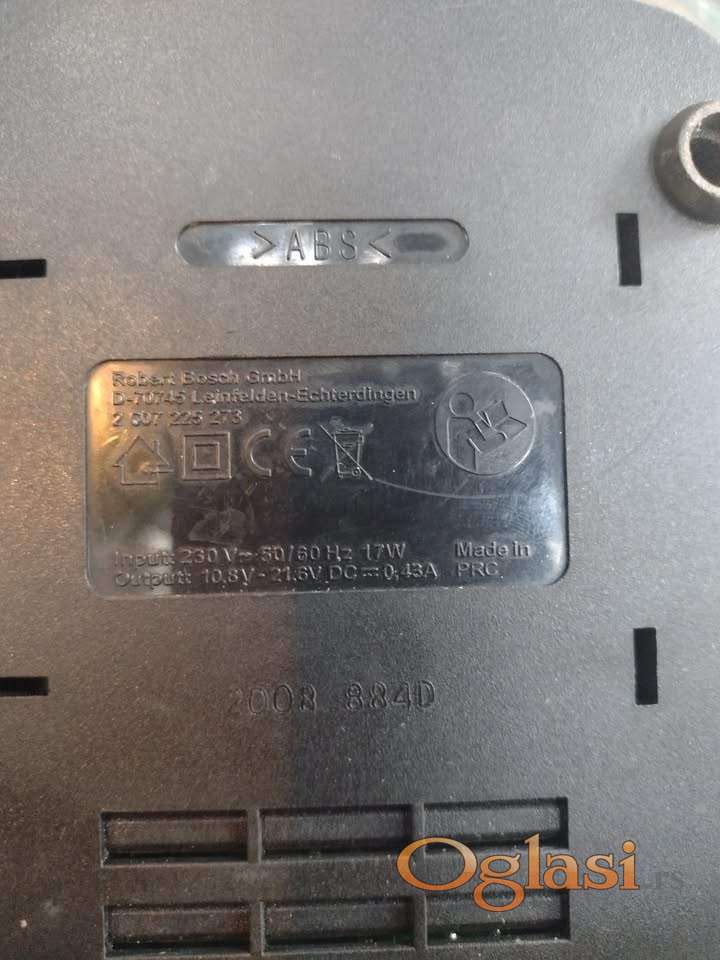 >ABS<
Robert Bosch GmbH
D-70745 Leinfelden-Echterdingen
2 607 225 273
CE
Input: 230 V~ 50/60 Hz 17W
Output: 10,8V - 21.6V DC ⎓ 0,43A
Made in
PRC
884D
Oglasi
.rs